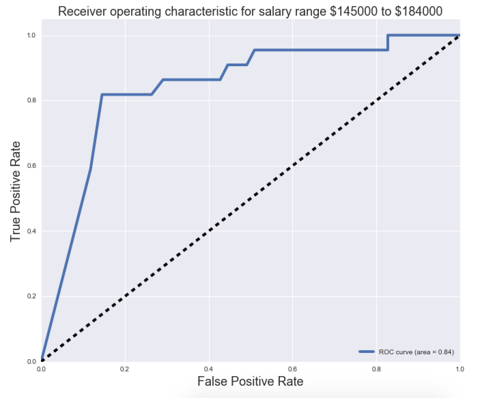 Receiver operating characteristic for salary range $145000 to $184000
True Positive Rate
1.0
0.8
0.6
0.4
0.2
0.0
0.0 0.2 0.4 0.6 0.8 1.0
False Positive Rate
ROC curve (area = 0.84)